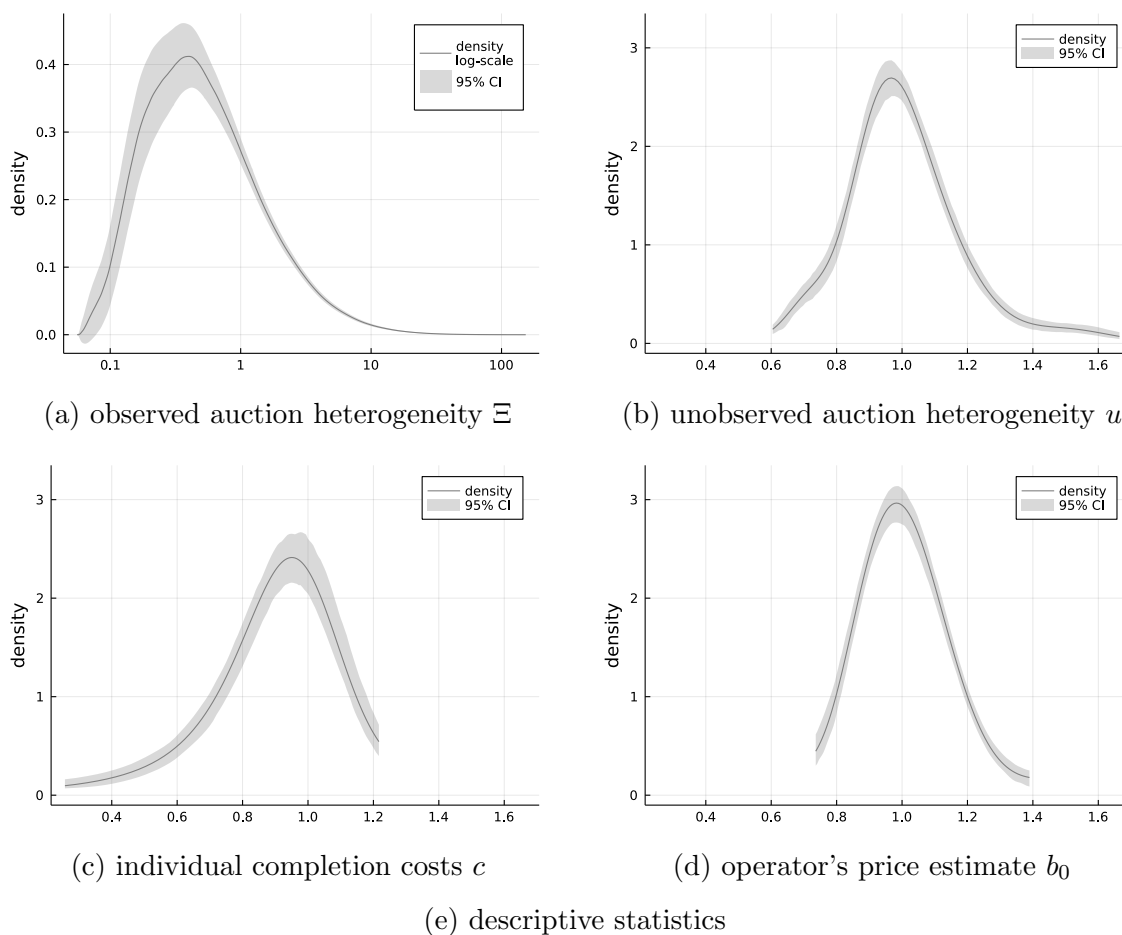 density
log-scale
95% CI
density
0.4
0.3
0.2
0.1
0.0
0.1 1 10 100
(a) observed auction heterogeneity Ξ
density
95% CI
density
3
2
1
0
0.4 0.6 0.8 1.0 1.2 1.4 1.6
(b) unobserved auction heterogeneity u
density
95% CI
density
3
2
1
0
0.4 0.6 0.8 1.0 1.2 1.4 1.6
(c) individual completion costs c
density
95% CI
density
3
2
1
0
0.4 0.6 0.8 1.0 1.2 1.4 1.6
(d) operator's price estimate b₀
(e) descriptive statistics